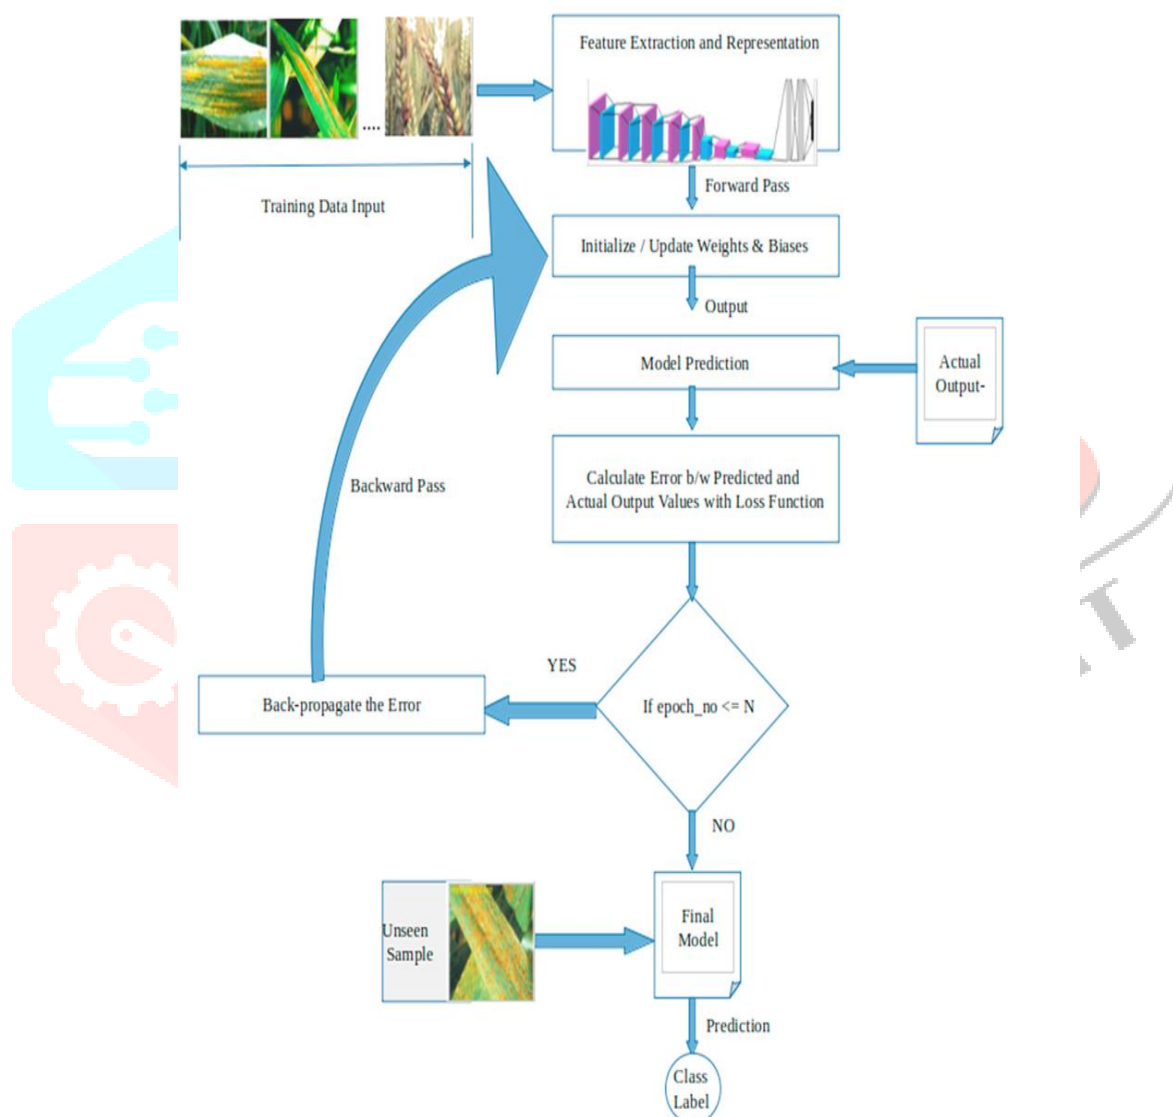 Feature Extraction and Representation
....
Training Data Input
Forward Pass
Initialize / Update Weights & Biases
Output
Model Prediction
Actual
Output-
Calculate Error b/w Predicted and
Actual Output Values with Loss Function
Backward Pass
YES
If epoch_no <= N
Back-propagate the Error
NO
Unseen
Sample
Final
Model
Prediction
Class
Label